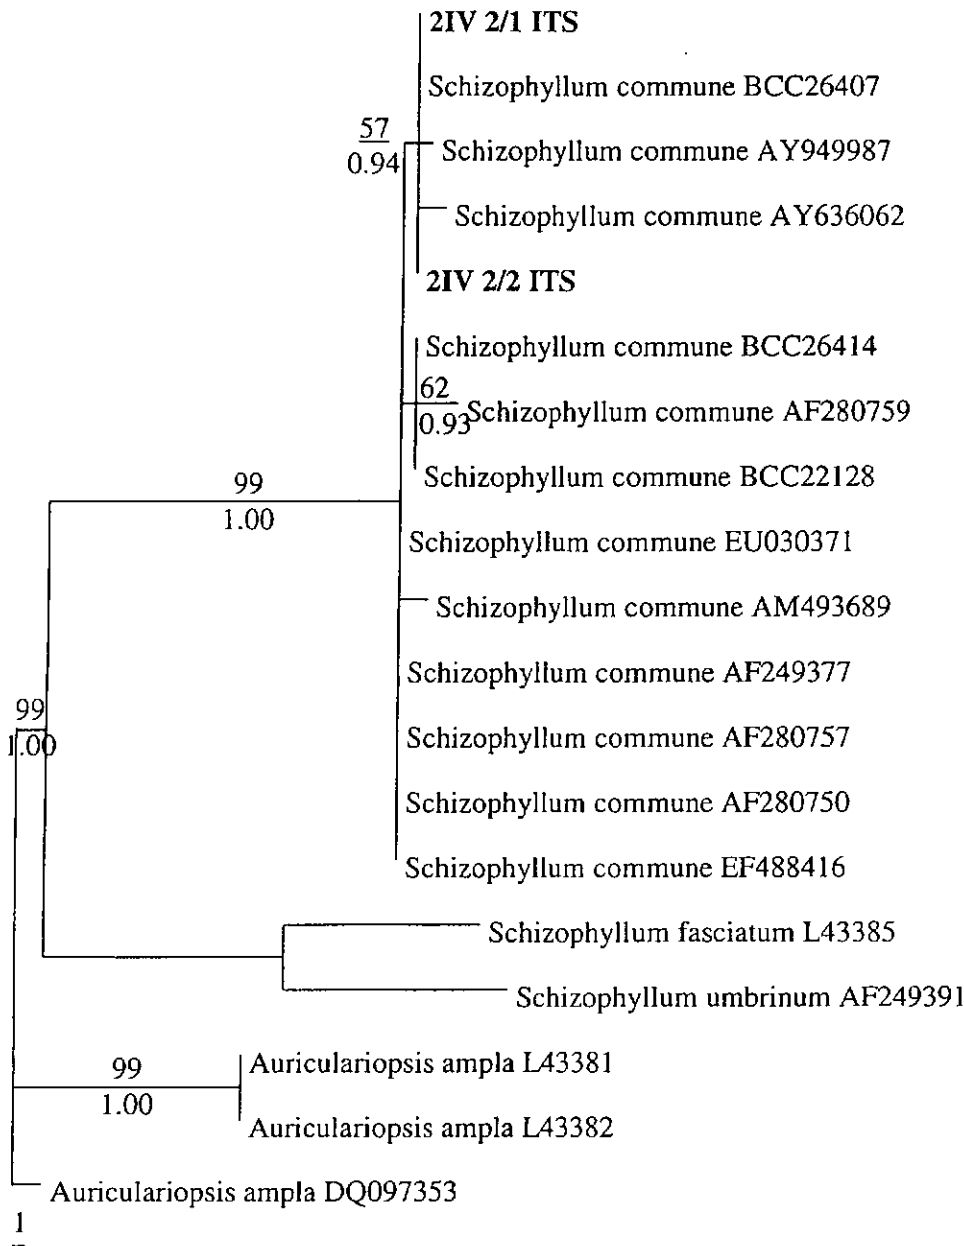 2IV 2/1 ITS
Schizophyllum commune BCC26407
57
0.94
Schizophyllum commune AY949987
Schizophyllum commune AY636062
2IV 2/2 ITS
Schizophyllum commune BCC26414
62
0.93
Schizophyllum commune AF280759
Schizophyllum commune BCC22128
99
1.00
Schizophyllum commune EU030371
Schizophyllum commune AM493689
Schizophyllum commune AF249377
99
1.00
Schizophyllum commune AF280757
Schizophyllum commune AF280750
Schizophyllum commune EF488416
Schizophyllum fasciatum L43385
Schizophyllum umbrinum AF249391
Auriculariopsis ampla L43381
99
1.00
Auriculariopsis ampla L43382
Auriculariopsis ampla DQ097353
1